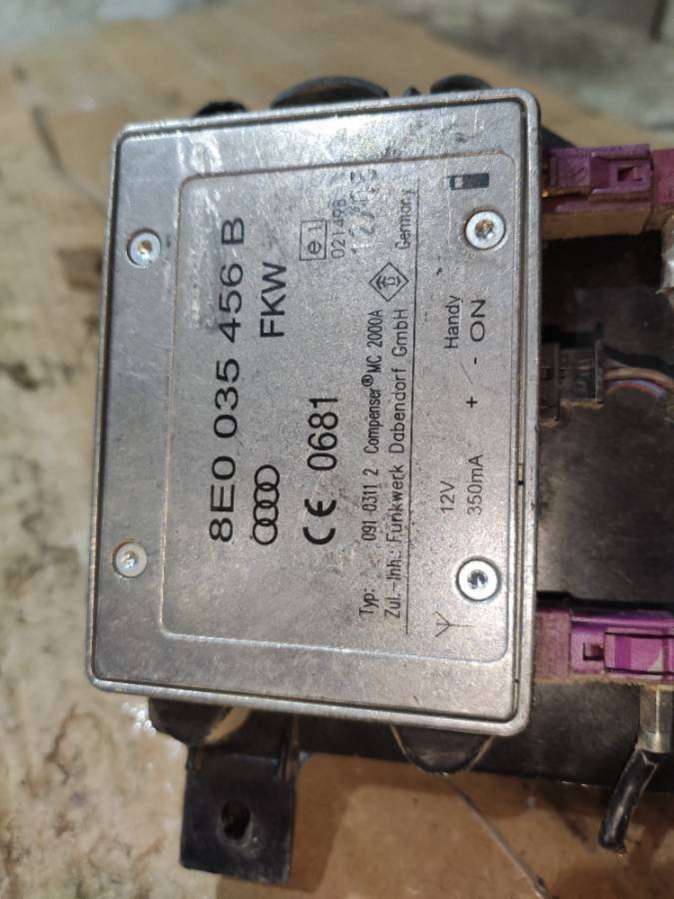 8E0 035 456 B
FKW
CE 0681
e1
021498
Typ: 091 0311 2 Compenser® MC 2000A
Zul.-Inh.: Funkwerk Dabendorf GmbH Germany
12V Handy
350mA + / - ON